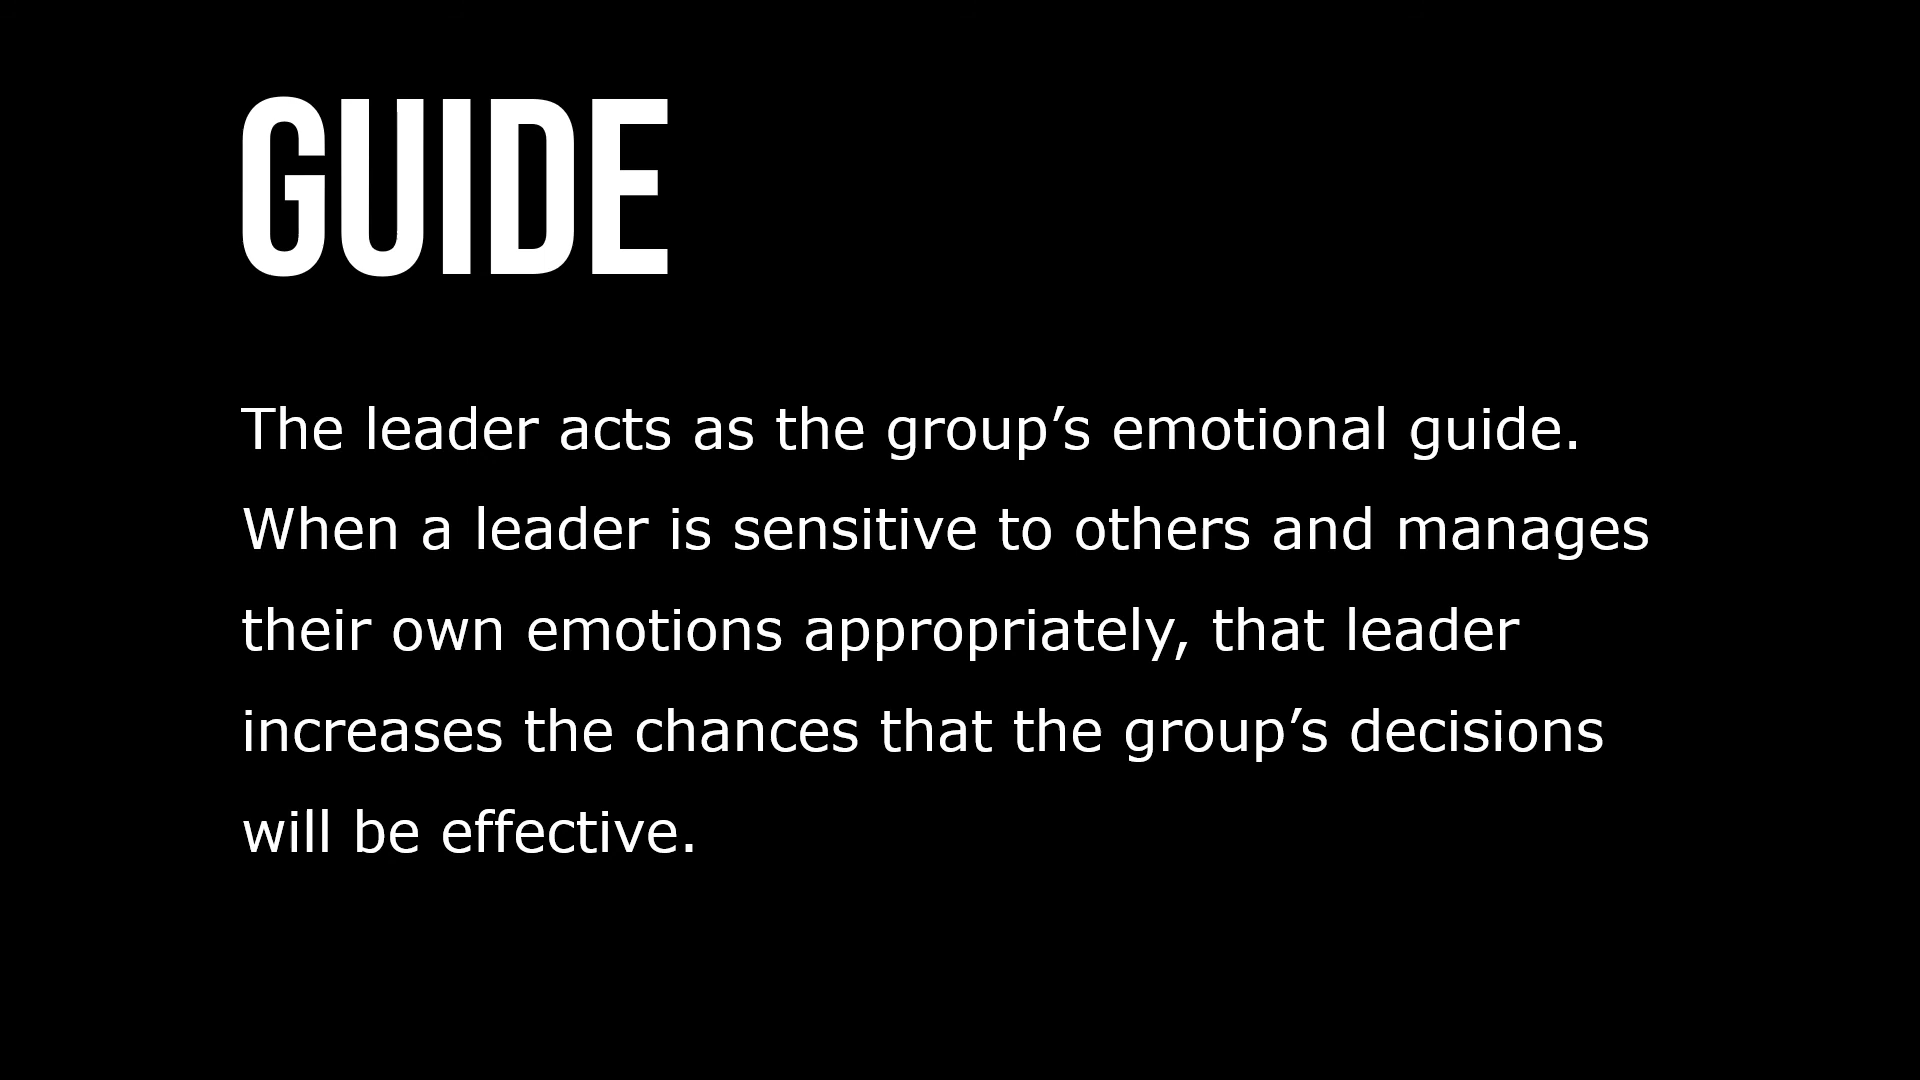 GUIDE
The leader acts as the group’s emotional guide.
When a leader is sensitive to others and manages
their own emotions appropriately, that leader
increases the chances that the group’s decisions
will be effective.